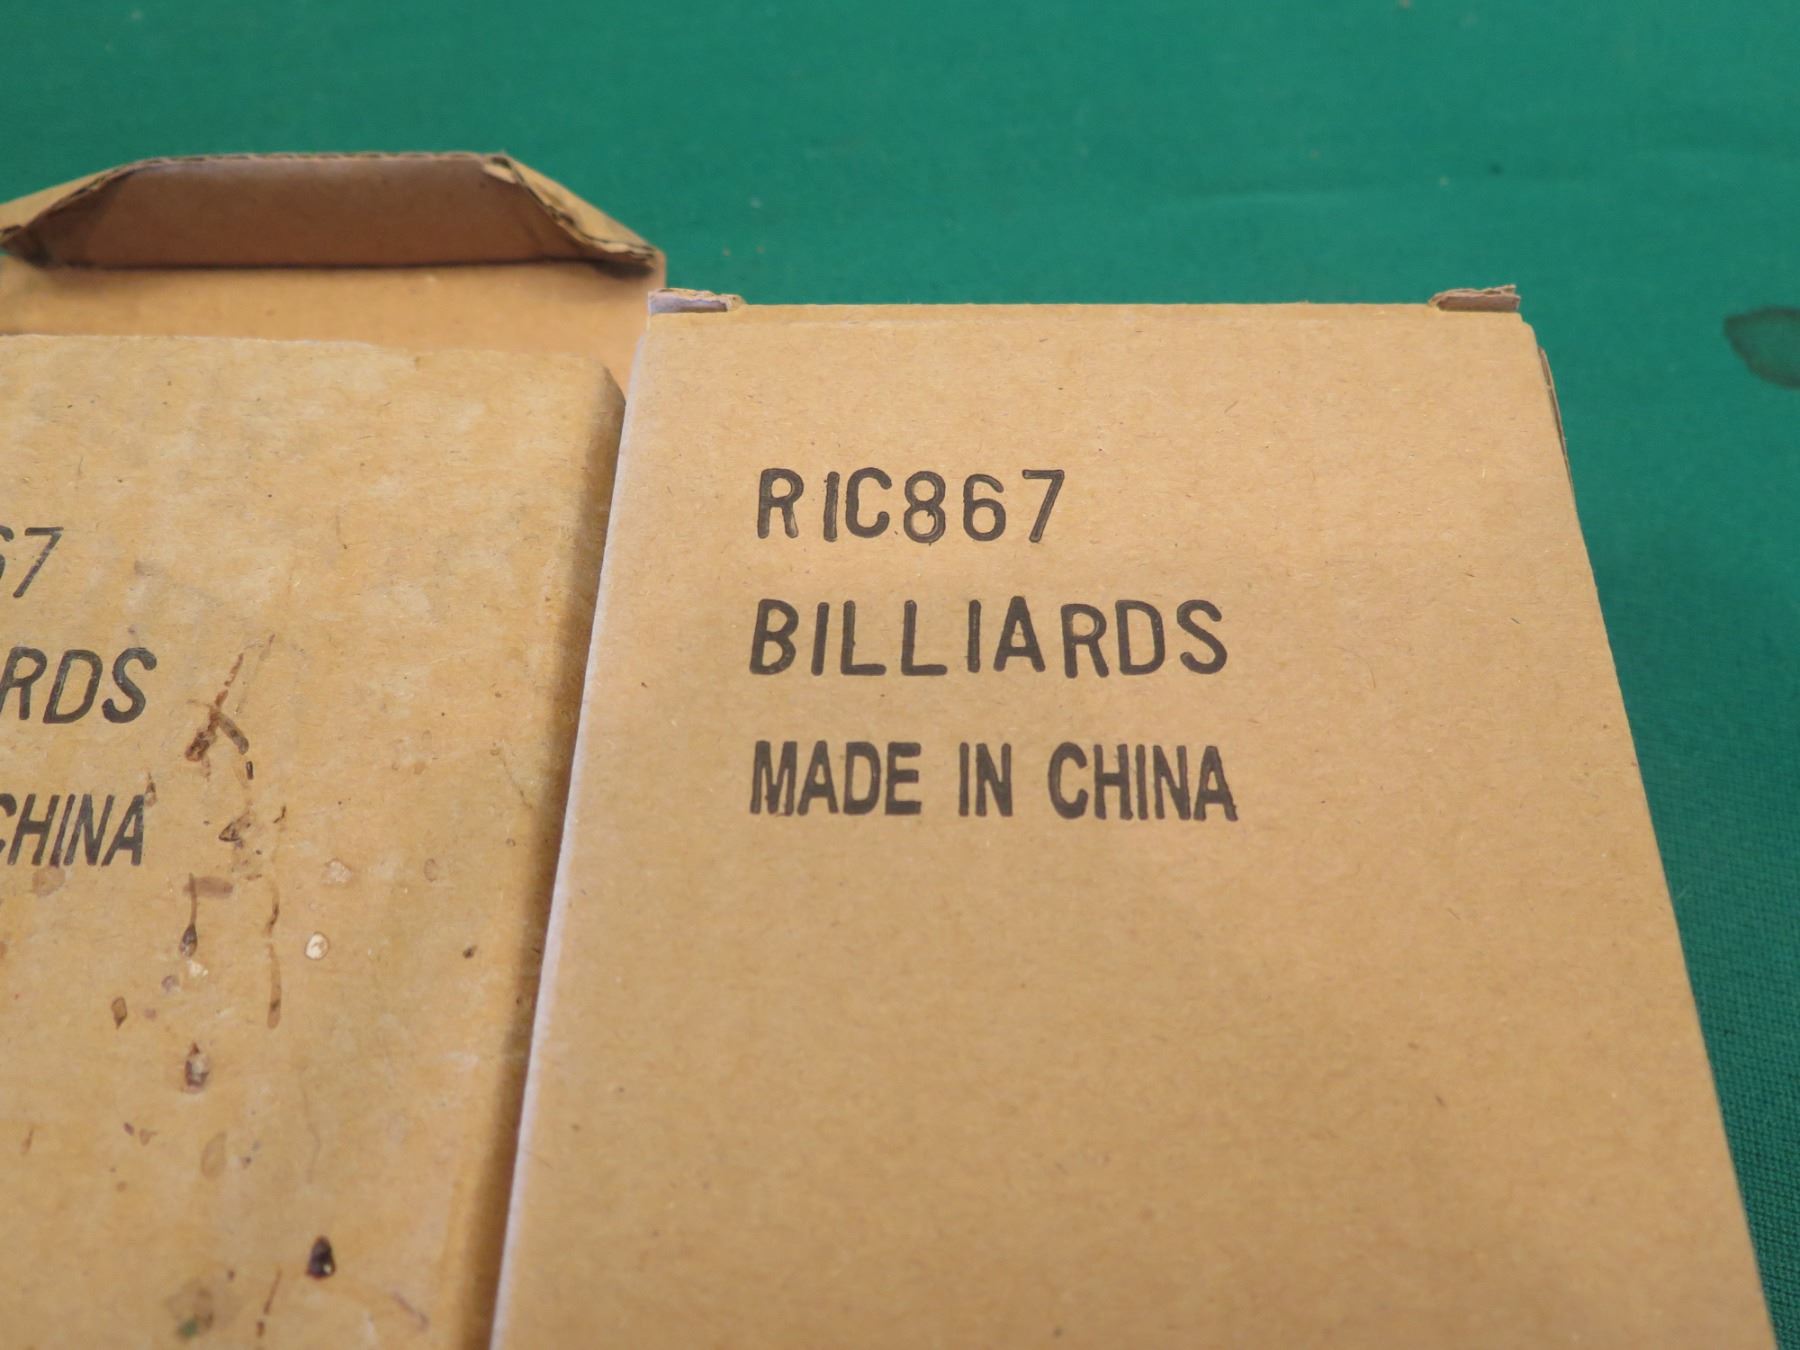 67
RDS
CHINA
RIC867
BILLIARDS
MADE IN CHINA